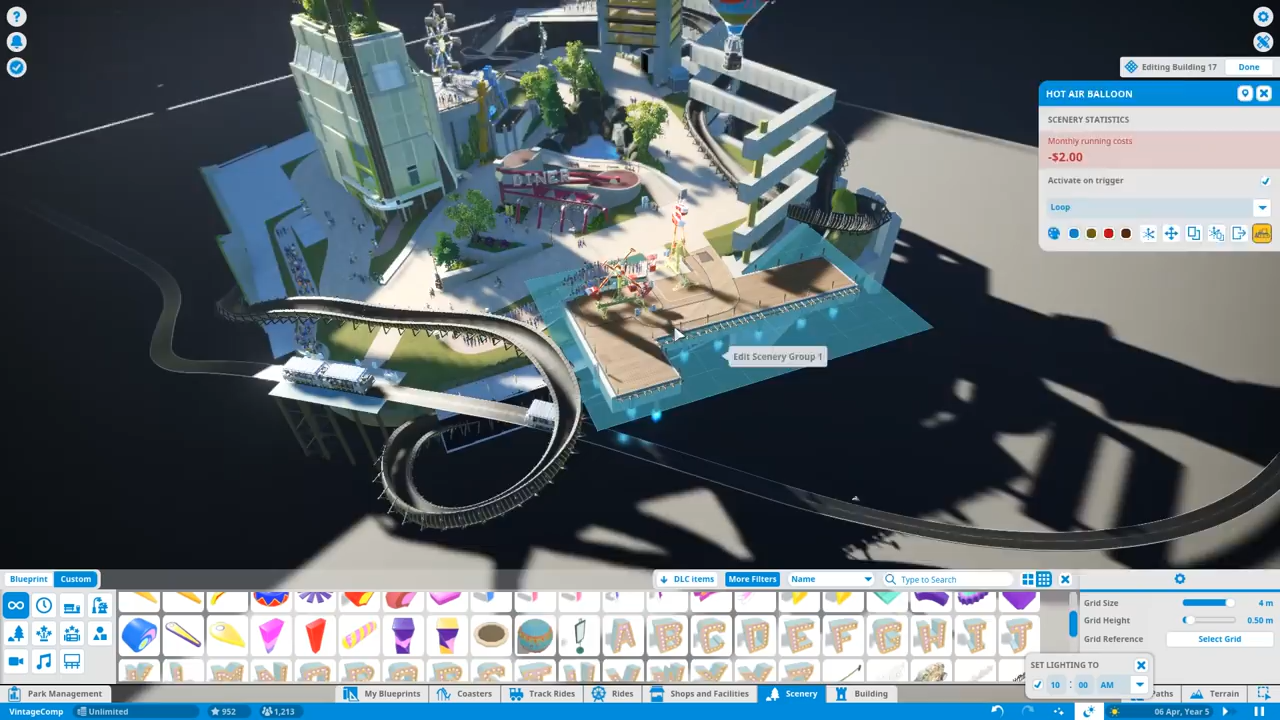 ?
Editing Building 17 Done
HOT AIR BALLOON
SCENERY STATISTICS
Monthly running costs
-$2.00
Activate on trigger
Loop
DINER
Edit Scenery Group 1
Blueprint Custom
DLC items More Filters Name Type to Search
Grid Size 4 m
Grid Height 0.50 m
Grid Reference Select Grid
A B C D E F G H I J
SET LIGHTING TO
10 : 00 AM
Park Management My Blueprints Coasters Track Rides Rides Shops and Facilities Scenery Building Paths Terrain
VintageComp Unlimited 952 1,213 06 Apr, Year 5